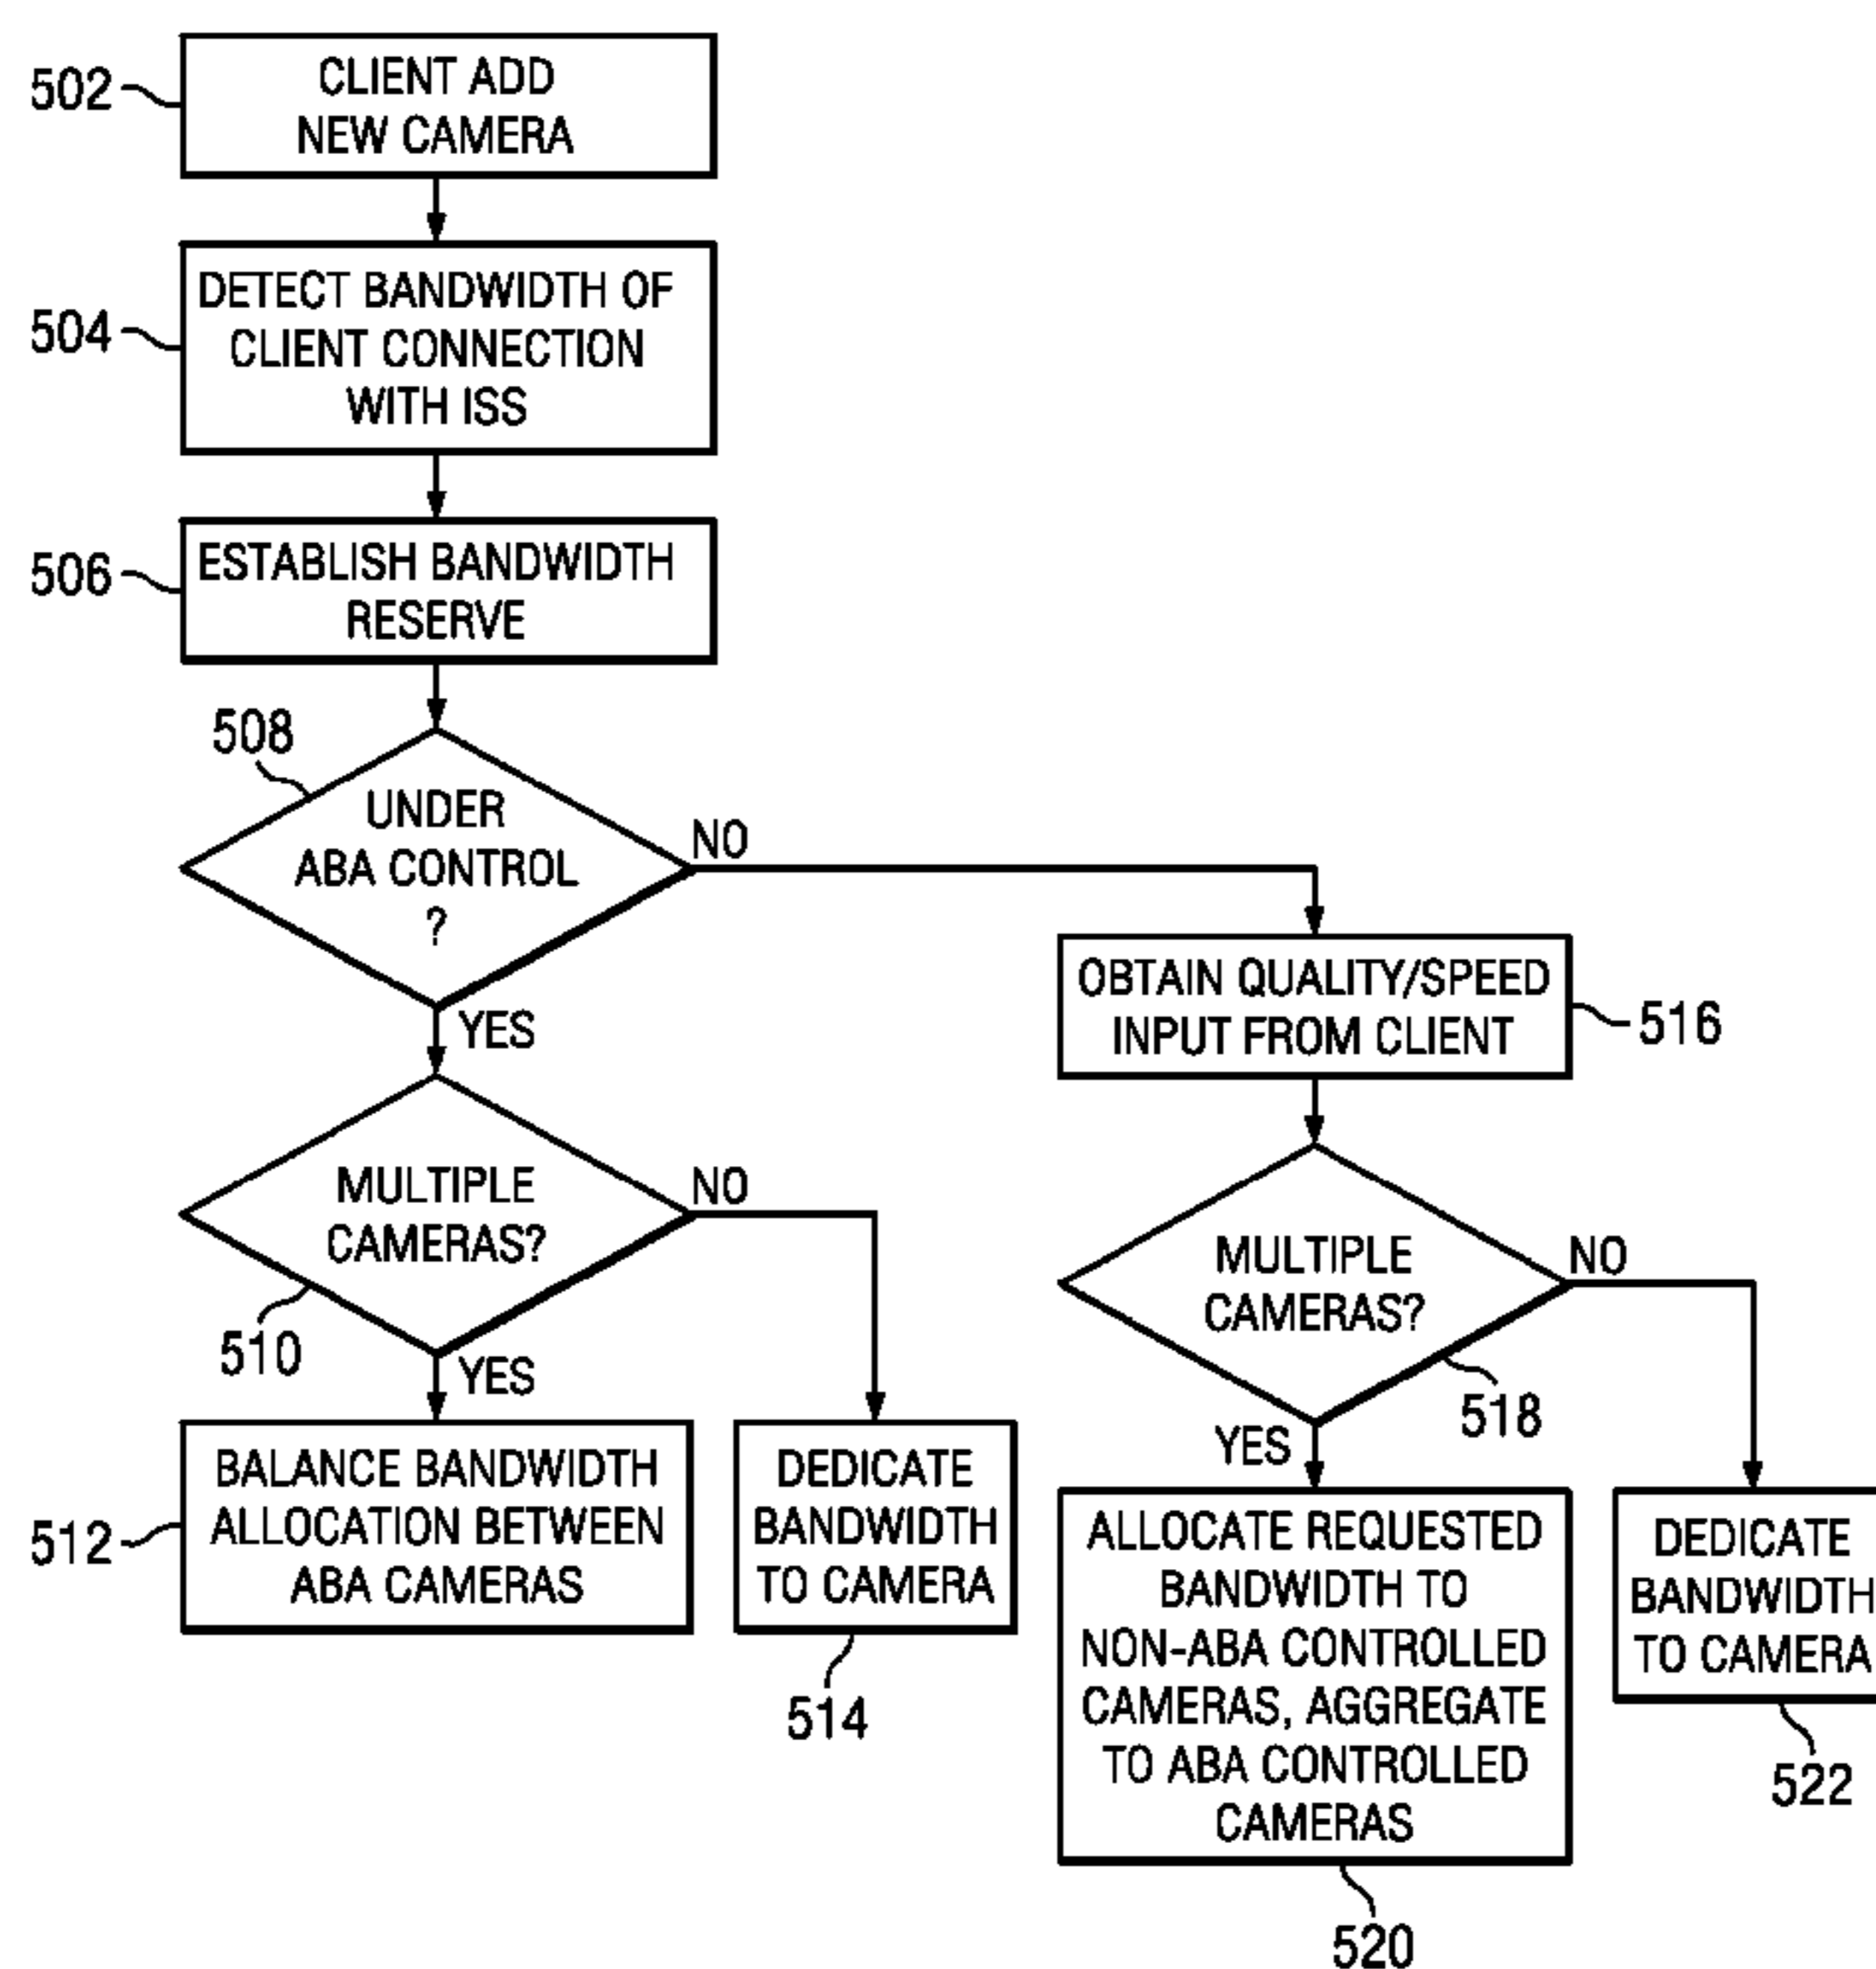 502
CLIENT ADD
NEW CAMERA
504
DETECT BANDWIDTH OF
CLIENT CONNECTION
WITH ISS
506
ESTABLISH BANDWIDTH
RESERVE
508
UNDER
ABA CONTROL
?
NO
YES
OBTAIN QUALITY/SPEED
INPUT FROM CLIENT
516
MULTIPLE
CAMERAS?
NO
510
YES
MULTIPLE
CAMERAS?
NO
518
YES
512
BALANCE BANDWIDTH
ALLOCATION BETWEEN
ABA CAMERAS
DEDICATE
BANDWIDTH
TO CAMERA
514
ALLOCATE REQUESTED
BANDWIDTH TO
NON-ABA CONTROLLED
CAMERAS, AGGREGATE
TO ABA CONTROLLED
CAMERAS
520
DEDICATE
BANDWIDTH
TO CAMERA
522